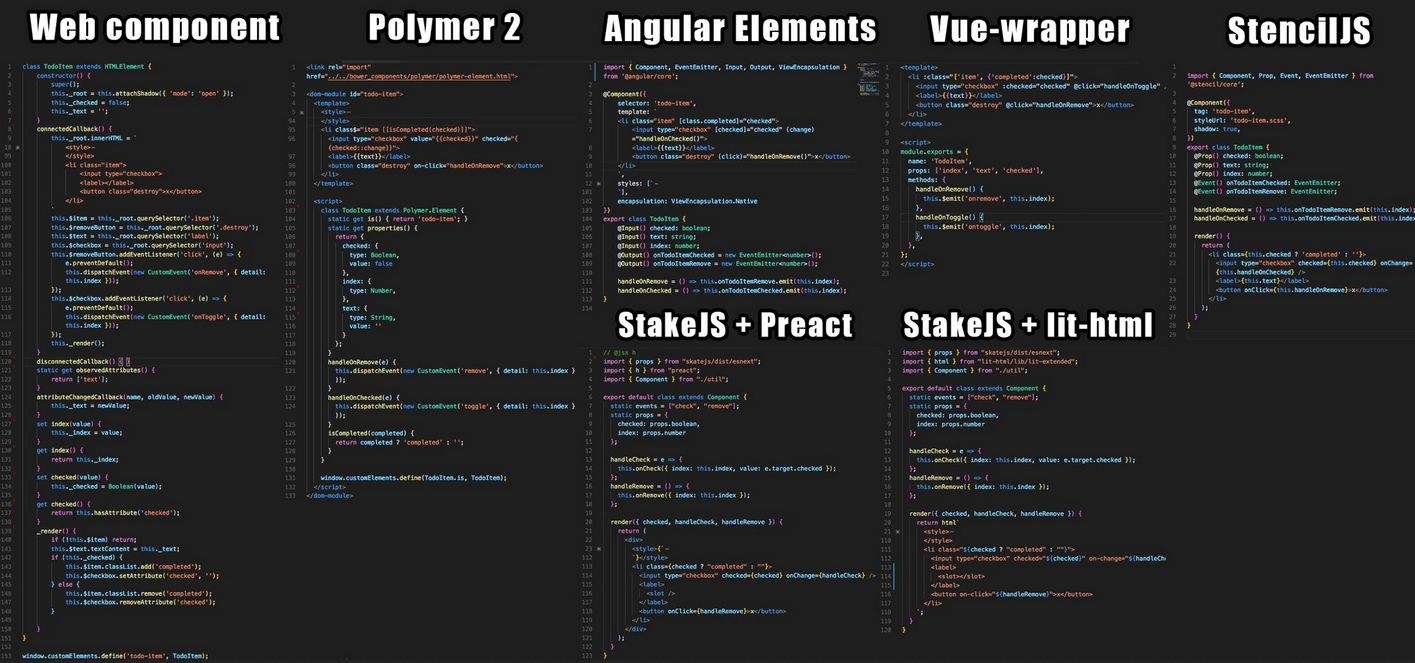 Web component
class TodoItem extends HTMLElement {
constructor() {
super();
this._root = this.attachShadow({ 'mode': 'open' });
this._checked = false;
this._text = '';
}
connectedCallback() {
this._root.innerHTML = `
<style>
</style>
<li class="item">
<input type="checkbox">
<label></label>
<button class="destroy">x</button>
</li>
`
this.$item = this._root.querySelector('.item');
this.$removeButton = this._root.querySelector('.destroy');
this.$text = this._root.querySelector('label');
this.$checkbox = this._root.querySelector('input');
this.$removeButton.addEventListener('click', (e) => {
e.preventDefault();
this.dispatchEvent(new CustomEvent('onRemove', { detail:
this.index }));
});
this.$checkbox.addEventListener('click', (e) => {
e.preventDefault();
this.dispatchEvent(new CustomEvent('onToggle', { detail:
this.index }));
});
this._render();
}
disconnectedCallback() { }
static get observedAttributes() {
return ['text'];
}
attributeChangedCallback(name, oldValue, newValue) {
this._text = newValue;
}
set index(value) {
this._index = value;
}
get index() {
return this._index;
}
set checked(value) {
this._checked = Boolean(value);
}
get checked() {
return this.hasAttribute('checked');
}
_render() {
if (!this.$item) return;
this.$text.textContent = this._text;
if (this._checked) {
this.$item.classList.add('completed');
this.$checkbox.setAttribute('checked', '');
} else {
this.$item.classList.remove('completed');
this.$checkbox.removeAttribute('checked');
}
}
}
window.customElements.define('todo-item', TodoItem);
Polymer 2
<link rel="import"
href="../../bower_components/polymer/polymer-element.html">
<dom-module id="todo-item">
<template>
<style>
</style>
<li class$="item [[isCompleted(checked)]]">
<input type="checkbox" value="{{checked}}" checked="{
{checked::change}}">
<label>{{text}}</label>
<button class="destroy" on-click="handleOnRemove">x</button>
</li>
</template>
<script>
class TodoItem extends Polymer.Element {
static get is() { return 'todo-item'; }
static get properties() {
return {
checked: {
type: Boolean,
value: false
},
index: {
type: Number,
},
text: {
type: String,
value: ''
}
};
}
handleOnRemove(e) {
this.dispatchEvent(new CustomEvent('remove', { detail: this.index }
));
}
handleOnChecked(e) {
this.dispatchEvent(new CustomEvent('toggle', { detail: this.index }
));
}
isCompleted(completed) {
return completed ? 'completed' : '';
}
}
window.customElements.define(TodoItem.is, TodoItem);
</script>
</dom-module>
Angular Elements
import { Component, EventEmitter, Input, Output, ViewEncapsulation }
from '@angular/core';
@Component({
selector: 'todo-item',
template: `
<li class="item" [class.completed]="checked">
<input type="checkbox" [checked]="checked" (change)
="handleOnChecked()">
<label>{{text}}</label>
<button class="destroy" (click)="handleOnRemove()">x</button>
</li>
`,
styles: [`
`],
encapsulation: ViewEncapsulation.Native
})
export class TodoItem {
@Input() checked: boolean;
@Input() text: string;
@Input() index: number;
@Output() onTodoItemChecked = new EventEmitter<number>();
@Output() onTodoItemRemove = new EventEmitter<number>();
handleOnRemove = () => this.onTodoItemRemove.emit(this.index);
handleOnChecked = () => this.onTodoItemChecked.emit(this.index);
}
Vue-wrapper
<template>
<li :class="['item', {'completed':checked}]">
<input type="checkbox" :checked="checked" @click="handleOnToggle"
<label>{{text}}</label>
<button class="destroy" @click="handleOnRemove">x</button>
</li>
</template>
<script>
module.exports = {
name: 'TodoItem',
props: ['index', 'text', 'checked'],
methods: {
handleOnRemove() {
this.$emit('onremove', this.index);
},
handleOnToggle() {
this.$emit('ontoggle', this.index);
},
},
};
</script>
StencilJS
import { Component, Prop, Event, EventEmitter } from
'@stencil/core';
@Component({
tag: 'todo-item',
styleUrl: 'todo-item.scss',
shadow: true,
})
export class TodoItem {
@Prop() checked: boolean;
@Prop() text: string;
@Prop() index: number;
@Event() onTodoItemChecked: EventEmitter;
@Event() onTodoItemRemove: EventEmitter;
handleOnRemove = () => this.onTodoItemRemove.emit(this.index);
handleOnChecked = () => this.onTodoItemChecked.emit(this.index
render() {
return (
<li class={this.checked ? 'completed' : ''}>
<input type="checkbox" checked={this.checked} onChange=
{this.handleOnChecked} />
<label>{this.text}</label>
<button onClick={this.handleOnRemove}>x</button>
</li>
);
}
}
StakeJS + Preact
// @jsx h
import { props } from "skatejs/dist/esnext";
import { h } from "preact";
import { Component } from "./util";
export default class extends Component {
static events = ["check", "remove"];
static props = {
checked: props.boolean,
index: props.number
};
handleCheck = e => {
this.onCheck({ index: this.index, value: e.target.checked });
};
handleRemove = () => {
this.onRemove({ index: this.index });
};
render({ checked, handleCheck, handleRemove }) {
return (
<div>
<style>{`
`}</style>
<li class={checked ? "completed" : ""}>
<input type="checkbox" checked={checked} onChange={handleCheck} />
<label>
<slot />
</label>
<button onClick={handleRemove}>x</button>
</li>
</div>
);
}
}
StakeJS + lit-html
import { props } from "skatejs/dist/esnext";
import { html } from "lit-html/lib/lit-extended";
import { Component } from "./util";
export default class extends Component {
static events = ["check", "remove"];
static props = {
checked: props.boolean,
index: props.number
};
handleCheck = e => {
this.onCheck({ index: this.index, value: e.target.checked });
};
handleRemove = () => {
this.onRemove({ index: this.index });
};
render({ checked, handleCheck, handleRemove }) {
return html`
<style>
</style>
<li class="${checked ? "completed" : ""}">
<input type="checkbox" checked="${checked}" on-change="${handleCh
<label>
<slot></slot>
</label>
<button on-click="${handleRemove}">x</button>
</li>
`;
}
}